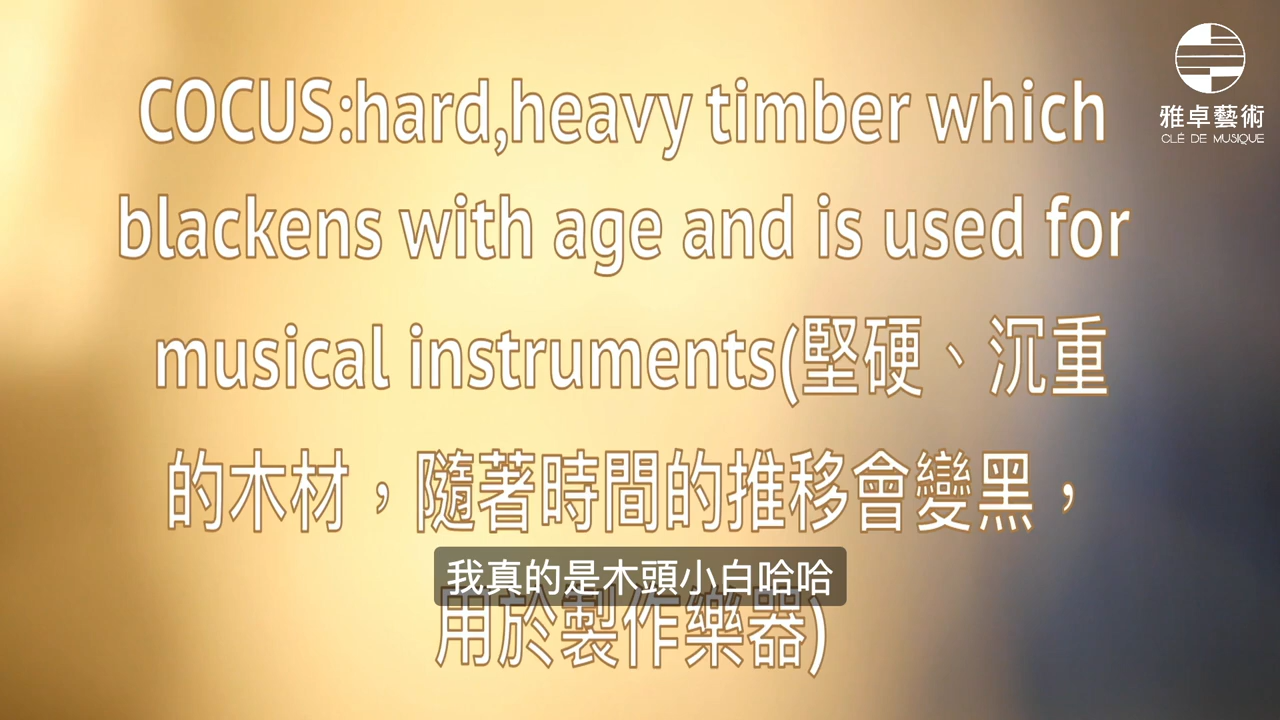 COCUS:hard,heavy timber which
blackens with age and is used for
musical instruments(堅硬、沉重
的木材，隨著時間的推移會變黑，
用於製作樂器)
我真的是木頭小白哈哈
雅卓藝術
CLÉ DE MUSIQUE